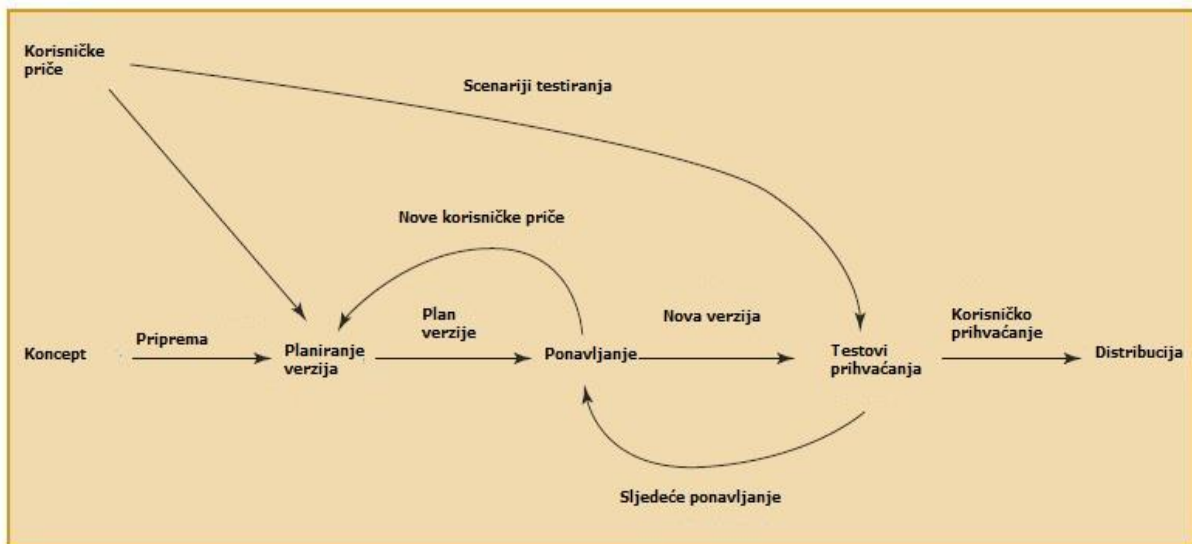 Korisničke
priče
Scenariji testiranja
Nove korisničke priče
Plan
verzije
Nova verzija
Korisničko
prihvaćanje
Priprema
Koncept
Planiranje
verzija
Ponavljanje
Testovi
prihvaćanja
Distribucija
Sljedeće ponavljanje